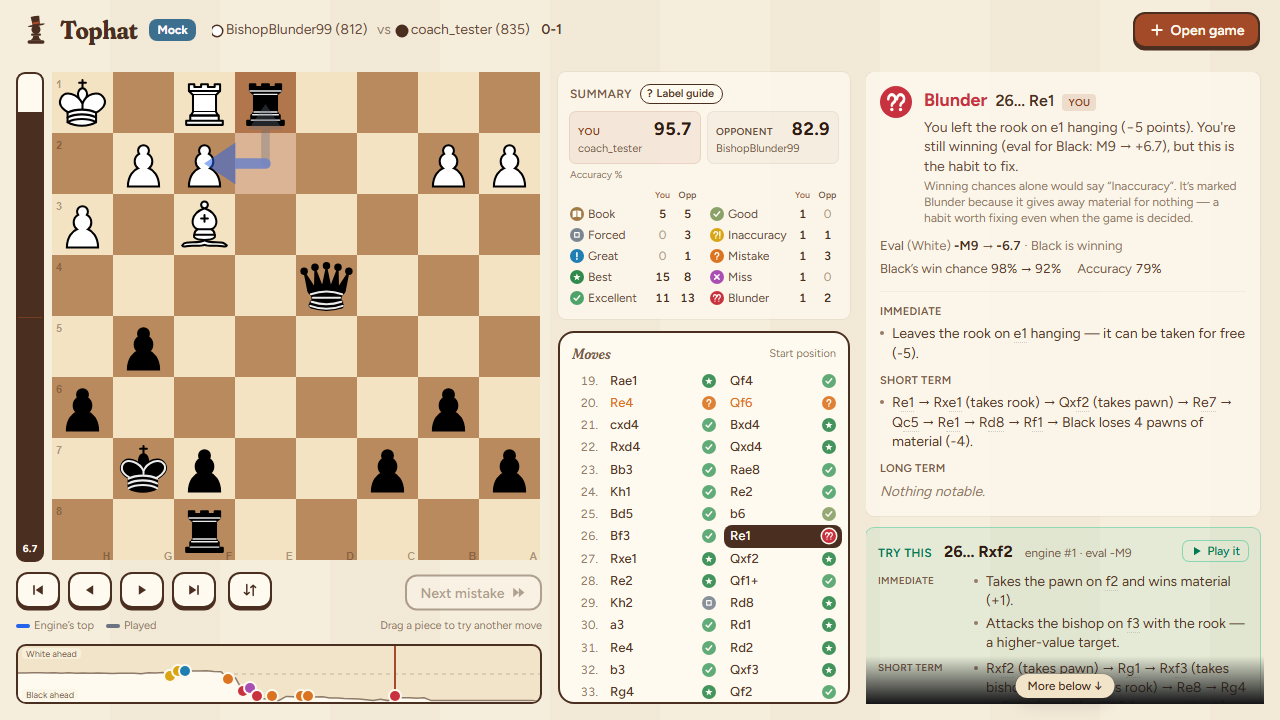 Tophat Mock BishopBlunder99 (812) vs coach_tester (835) 0-1
+ Open game
1
2
3
4
5
6
7
8
H G F E D C B A
6.7
Next mistake
Engine's top Played
Drag a piece to try another move
White ahead
Black ahead
SUMMARY ? Label guide
YOU 95.7
coach_tester
OPPONENT 82.9
BishopBlunder99
Accuracy %
You Opp You Opp
Book 5 5 Good 1 0
Forced 0 3 Inaccuracy 1 1
Great 0 1 Mistake 1 3
Best 15 8 Miss 1 0
Excellent 11 13 Blunder 1 2
Moves Start position
19. Rae1 Qf4
20. Re4 Qf6
21. cxd4 Bxd4
22. Rxd4 Qxd4
23. Bb3 Rae8
24. Kh1 Re2
25. Bd5 b6
26. Bf3 Re1
27. Rxe1 Qxf2
28. Re2 Qf1+
29. Kh2 Rd8
30. a3 Rd1
31. Re4 Rd2
32. b3 Qxf3
33. Rg4 Qf2
?? Blunder 26... Re1 YOU
You left the rook on e1 hanging (−5 points). You're
still winning (eval for Black: M9 → +6.7), but this is
the habit to fix.
Winning chances alone would say “Inaccuracy”. It’s marked
Blunder because it gives away material for nothing — a
habit worth fixing even when the game is decided.
Eval (White) -M9 → -6.7 · Black is winning
Black’s win chance 98% → 92% Accuracy 79%
IMMEDIATE
• Leaves the rook on e1 hanging — it can be taken for free
(−5).
SHORT TERM
• Re1 → Rxe1 (takes rook) → Qxf2 (takes pawn) → Re7 →
Qc5 → Re1 → Rd8 → Rf1 → Black loses 4 pawns of
material (−4).
LONG TERM
Nothing notable.
TRY THIS 26... Rxf2 engine #1 · eval -M9 Play it
IMMEDIATE
• Takes the pawn on f2 and wins material
(+1).
• Attacks the bishop on f3 with the rook —
a higher-value target.
SHORT TERM
• Rxf2 (takes pawn) → Rg1 → Rxf3 (takes
rook) → Re8 → Rg4
More below ↓